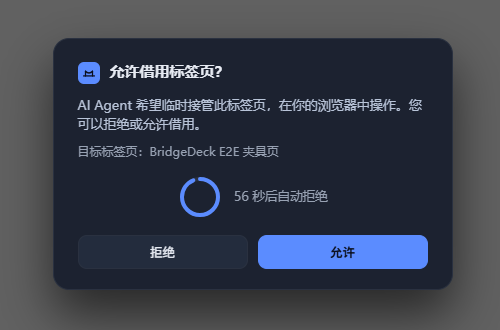 允许借用标签页?
AI Agent 希望临时接管此标签页，在你的浏览器中操作。您
可以拒绝或允许借用。
目标标签页：BridgeDeck E2E 夹具页
56 秒后自动拒绝
拒绝
允许